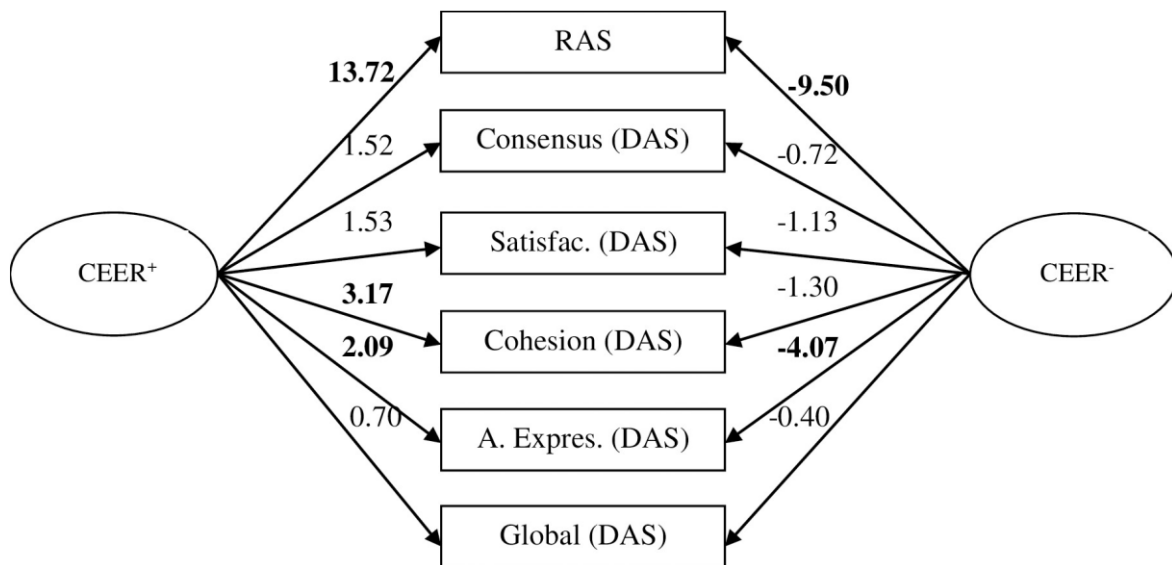 RAS
13.72
-9.50
Consensus (DAS)
1.52
-0.72
1.53
-1.13
Satisfac. (DAS)
CEER⁺
CEER⁻
3.17
-1.30
Cohesion (DAS)
2.09
-4.07
0.70
-0.40
A. Expres. (DAS)
Global (DAS)